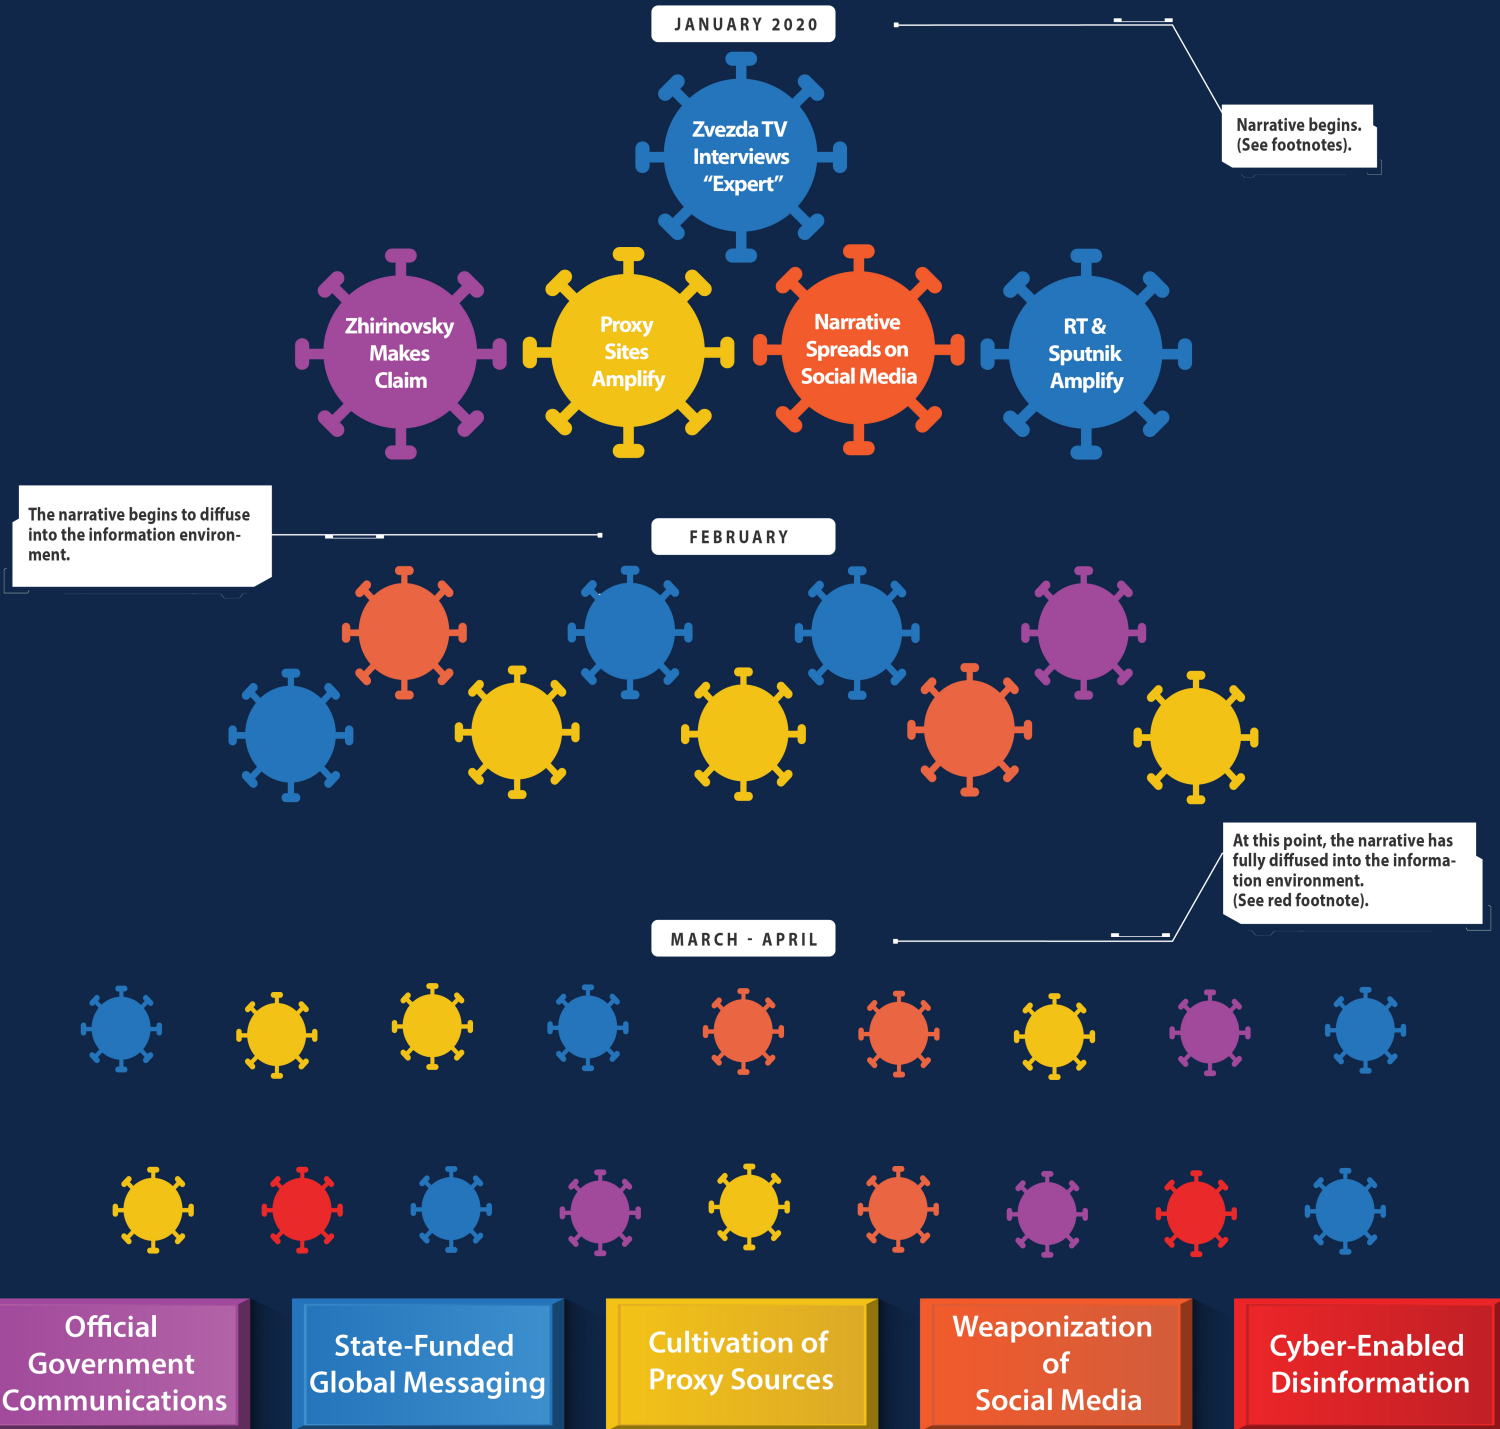 JANUARY 2020
Narrative begins.
(See footnotes).
Zvezda TV
Interviews
“Expert”
Zhirinovsky
Makes
Claim
Proxy
Sites
Amplify
Narrative
Spreads on
Social Media
RT &
Sputnik
Amplify
The narrative begins to diffuse
into the information environ-
ment.
FEBRUARY
At this point, the narrative has
fully diffused into the informa-
tion environment.
(See red footnote).
MARCH - APRIL
Official
Government
Communications
State-Funded
Global Messaging
Cultivation of
Proxy Sources
Weaponization
of
Social Media
Cyber-Enabled
Disinformation